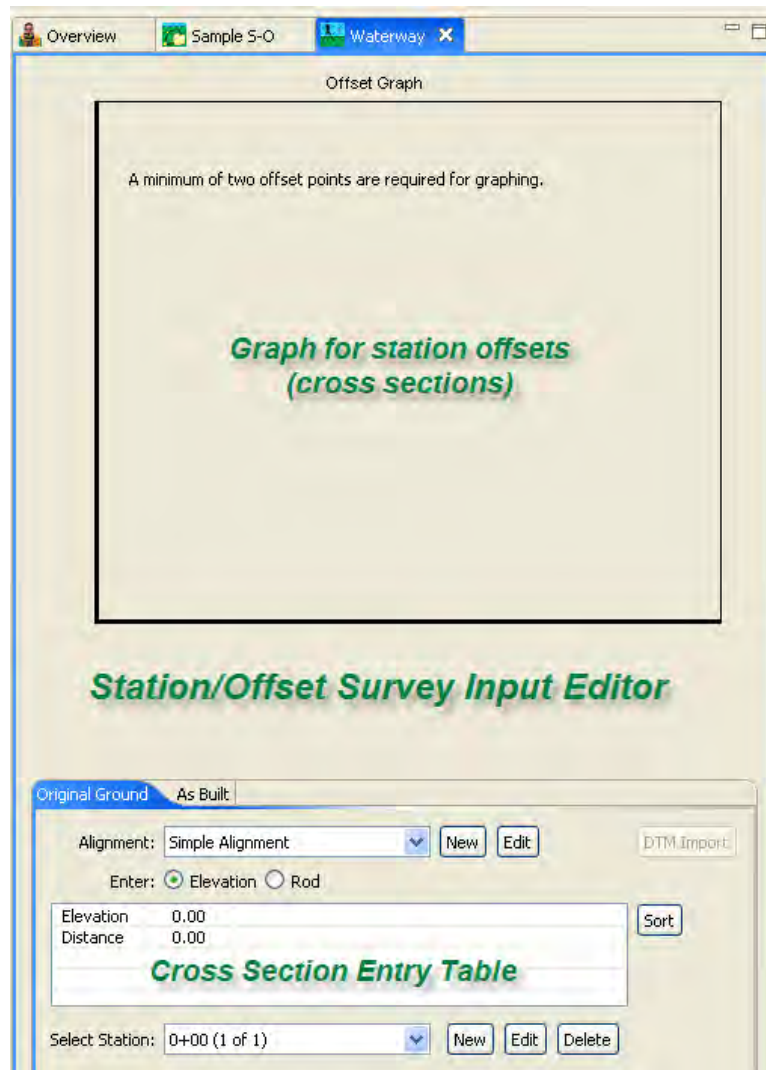 Overview Sample S-O Waterway
Offset Graph
A minimum of two offset points are required for graphing.
Graph for station offsets
(cross sections)
Station/Offset Survey Input Editor
Original Ground As Built
Alignment: Simple Alignment New Edit DTM Import
Enter: Elevation Rod
Elevation 0.00 Sort
Distance 0.00
Cross Section Entry Table
Select Station: 0+00 (1 of 1) New Edit Delete